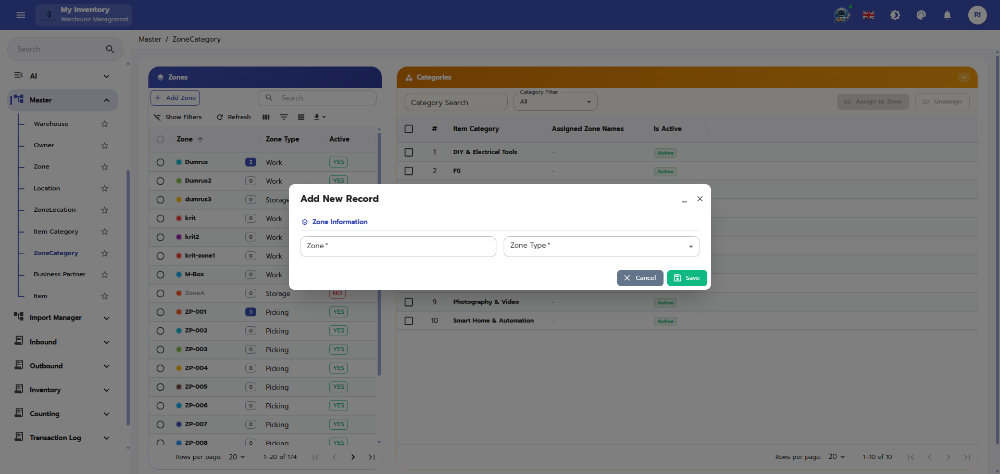 My Inventory
Warehouse Management
PJ
Search
AI
Master
Warehouse
Owner
Zone
Location
ZoneLocation
Item Category
ZoneCategory
Business Partner
Item
Import Manager
Inbound
Outbound
Inventory
Counting
Transaction Log
Master / ZoneCategory
Zones
Add Zone
Search...
Show Filters
Refresh
Zone
Zone Type
Active
Dumrus 2 Work YES
Dumrus2 0 Work YES
dumrus3 0 Storage
krit 0 Work
krit2 0 Work
krit-zone1 0 Work
M-Box 0 Work
ZoneA 0 Storage NO
ZP-001 1 Picking YES
ZP-002 0 Picking YES
ZP-003 0 Picking YES
ZP-004 0 Picking YES
ZP-005 0 Picking YES
ZP-006 0 Picking YES
ZP-007 0 Picking YES
ZP-008 0 Picking YES
Rows per page: 20 1–20 of 174
Categories
Category Search
Category Filter
All
Assign to Zone
Unassign
# Item Category Assigned Zone Names Is Active
1 DIY & Electrical Tools - Active
2 FG - Active
9 Photography & Video - Active
10 Smart Home & Automation - Active
Rows per page: 20 1–10 of 10
Add New Record
Zone Information
Zone *
Zone Type *
Cancel
Save